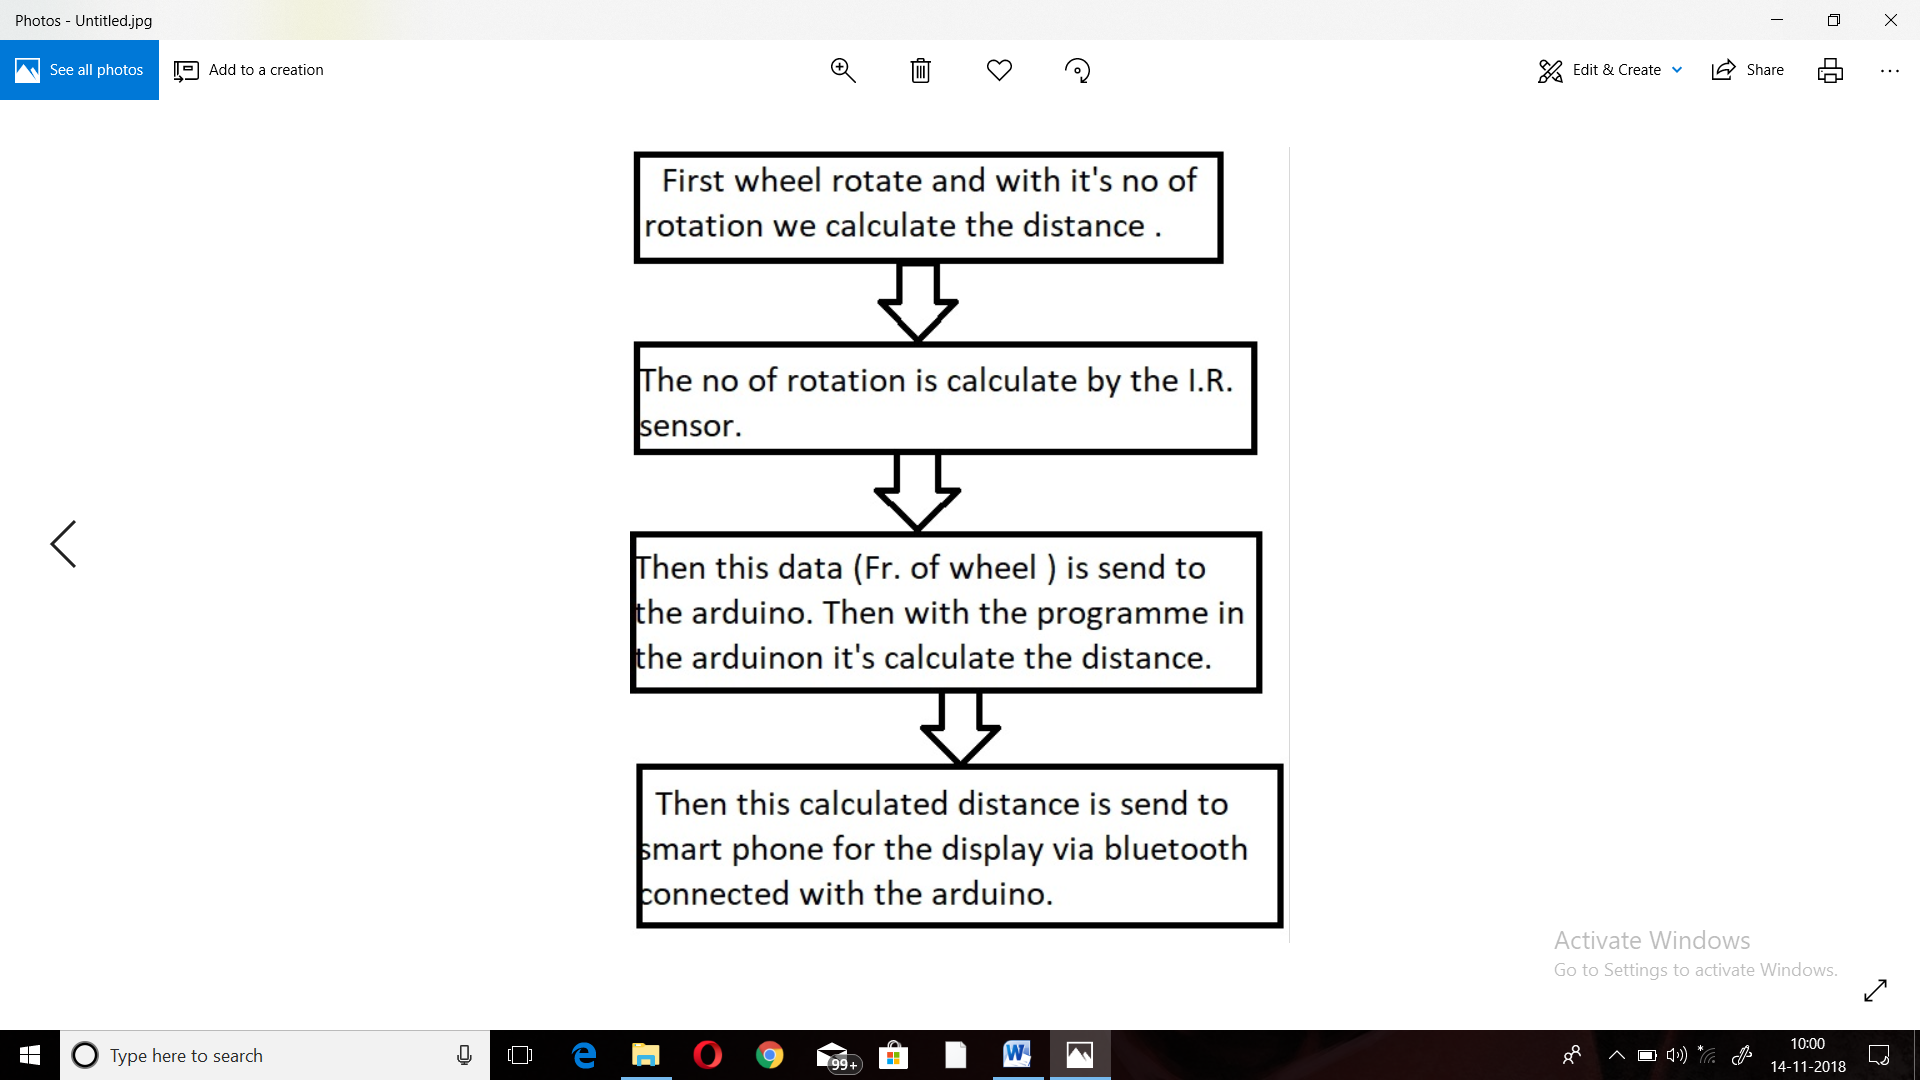 Photos - Untitled.jpg
See all photos
Add to a creation
Edit & Create
Share
First wheel rotate and with it's no of
rotation we calculate the distance .
The no of rotation is calculate by the I.R.
sensor.
Then this data (Fr. of wheel ) is send to
the arduino. Then with the programme in
the arduinon it's calculate the distance.
Then this calculated distance is send to
smart phone for the display via bluetooth
connected with the arduino.
Activate Windows
Go to Settings to activate Windows.
Type here to search
99+
10:00
14-11-2018